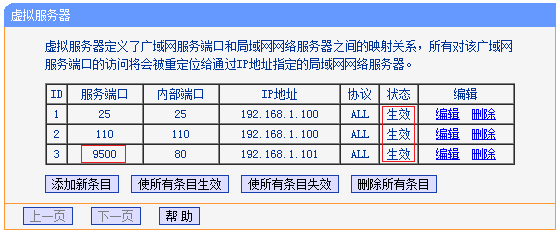 虚拟服务器
虚拟服务器定义了广域网服务端口和局域网网络服务器之间的映射关系，所有对该广域网
服务端口的访问将会被重定位给通过IP地址指定的局域网网络服务器。
ID 服务端口 内部端口 IP地址 协议 状态 编辑
1 25 25 192.168.1.100 ALL 生效 编辑 删除
2 110 110 192.168.1.100 ALL 生效 编辑 删除
3 9500 80 192.168.1.101 ALL 生效 编辑 删除
添加新条目 使所有条目生效 使所有条目失效 删除所有条目
上一页 下一页 帮 助